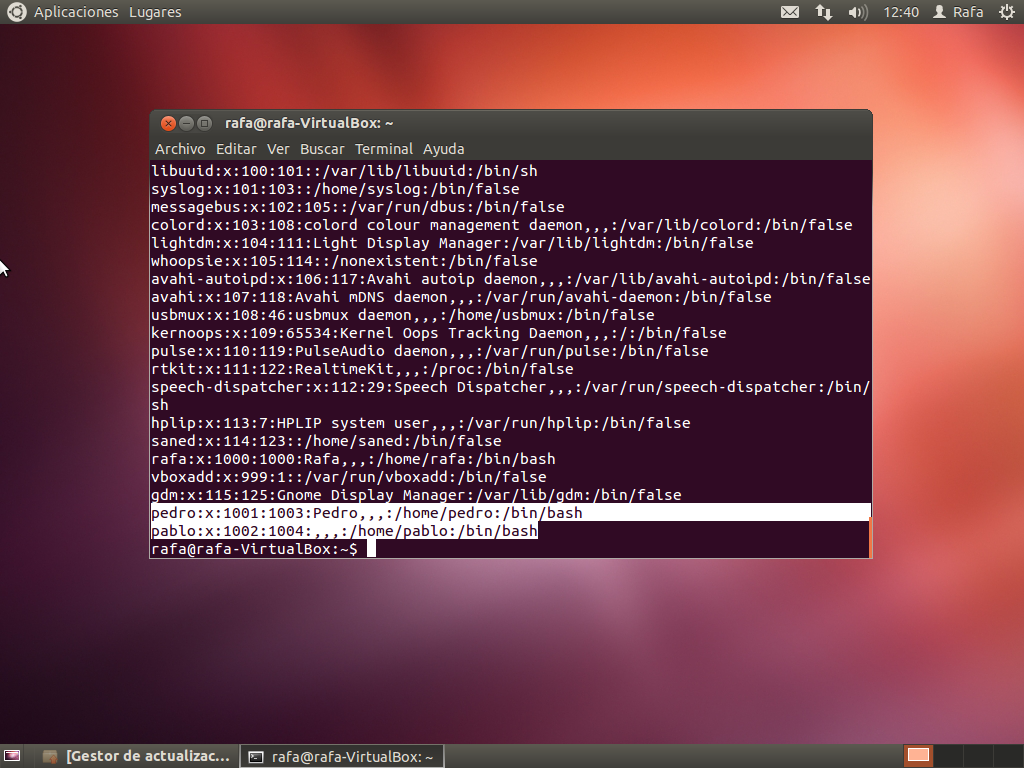 Aplicaciones Lugares 12:40 Rafa
rafa@rafa-VirtualBox: ~
Archivo Editar Ver Buscar Terminal Ayuda
libuuid:x:100:101::/var/lib/libuuid:/bin/sh
syslog:x:101:103::/home/syslog:/bin/false
messagebus:x:102:105::/var/run/dbus:/bin/false
colord:x:103:108:colord colour management daemon,,,:/var/lib/colord:/bin/false
lightdm:x:104:111:Light Display Manager:/var/lib/lightdm:/bin/false
whoopsie:x:105:114::/nonexistent:/bin/false
avahi-autoipd:x:106:117:Avahi autoip daemon,,,:/var/lib/avahi-autoipd:/bin/false
avahi:x:107:118:Avahi mDNS daemon,,,:/var/run/avahi-daemon:/bin/false
usbmux:x:108:46:usbmux daemon,,,:/home/usbmux:/bin/false
kernoops:x:109:65534:Kernel Oops Tracking Daemon,,,:/:/bin/false
pulse:x:110:119:PulseAudio daemon,,,:/var/run/pulse:/bin/false
rtkit:x:111:122:RealtimeKit,,,:/proc:/bin/false
speech-dispatcher:x:112:29:Speech Dispatcher,,,:/var/run/speech-dispatcher:/bin/
sh
hplip:x:113:7:HPLIP system user,,,:/var/run/hplip:/bin/false
saned:x:114:123::/home/saned:/bin/false
rafa:x:1000:1000:Rafa,,,:/home/rafa:/bin/bash
vboxadd:x:999:1::/var/run/vboxadd:/bin/false
gdm:x:115:125:Gnome Display Manager:/var/lib/gdm:/bin/false
pedro:x:1001:1003:Pedro,,,:/home/pedro:/bin/bash
pablo:x:1002:1004:,,,:/home/pablo:/bin/bash
rafa@rafa-VirtualBox:~$
[Gestor de actualizac... rafa@rafa-VirtualBox: ~